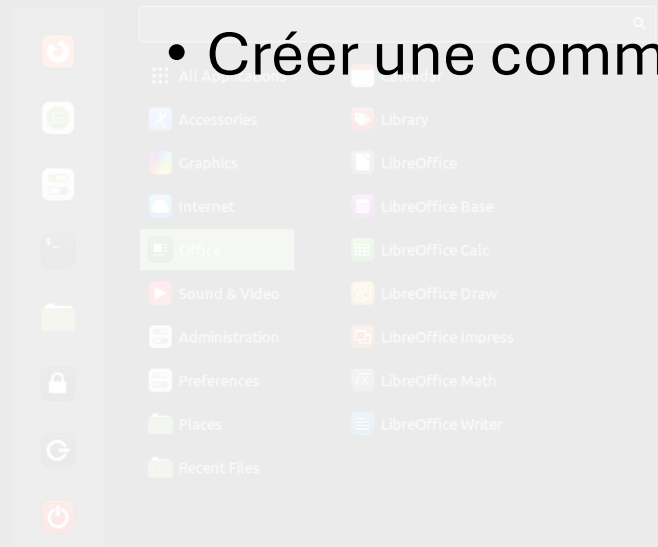 • Créer une comm
All Applications
Calendar
Accessories
Library
Graphics
LibreOffice
Internet
LibreOffice Base
Office
LibreOffice Calc
Sound & Video
LibreOffice Draw
Administration
LibreOffice Impress
Preferences
LibreOffice Math
Places
LibreOffice Writer
Recent Files